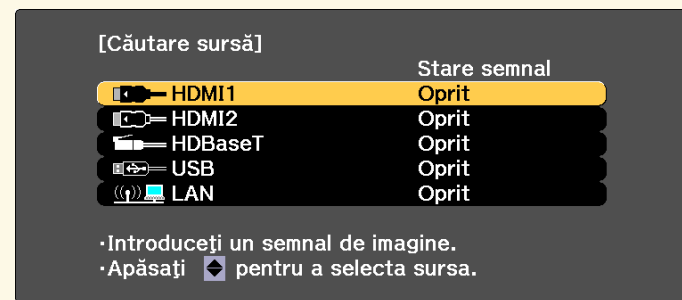 [Căutare sursă]
Stare semnal
HDMI1 Oprit
HDMI2 Oprit
HDBaseT Oprit
USB Oprit
LAN Oprit
·Introduceţi un semnal de imagine.
·Apăsaţi pentru a selecta sursa.